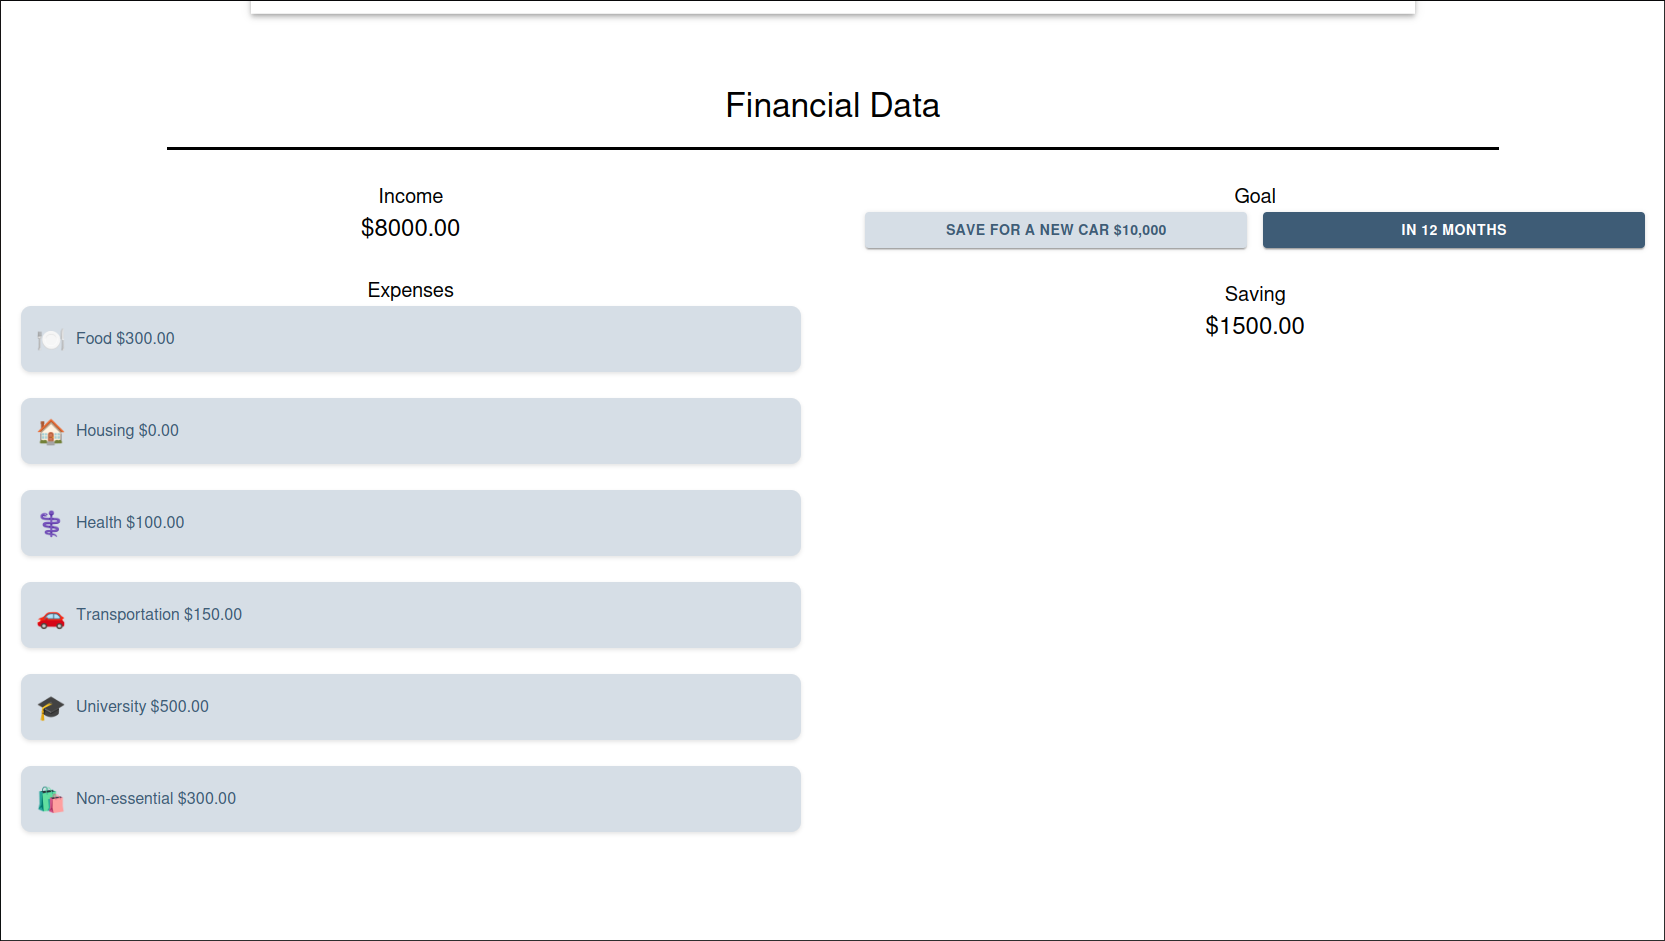 Financial Data
Income
$8000.00
Expenses
Food $300.00
Housing $0.00
Health $100.00
Transportation $150.00
University $500.00
Non-essential $300.00
Goal
SAVE FOR A NEW CAR $10,000
IN 12 MONTHS
Saving
$1500.00